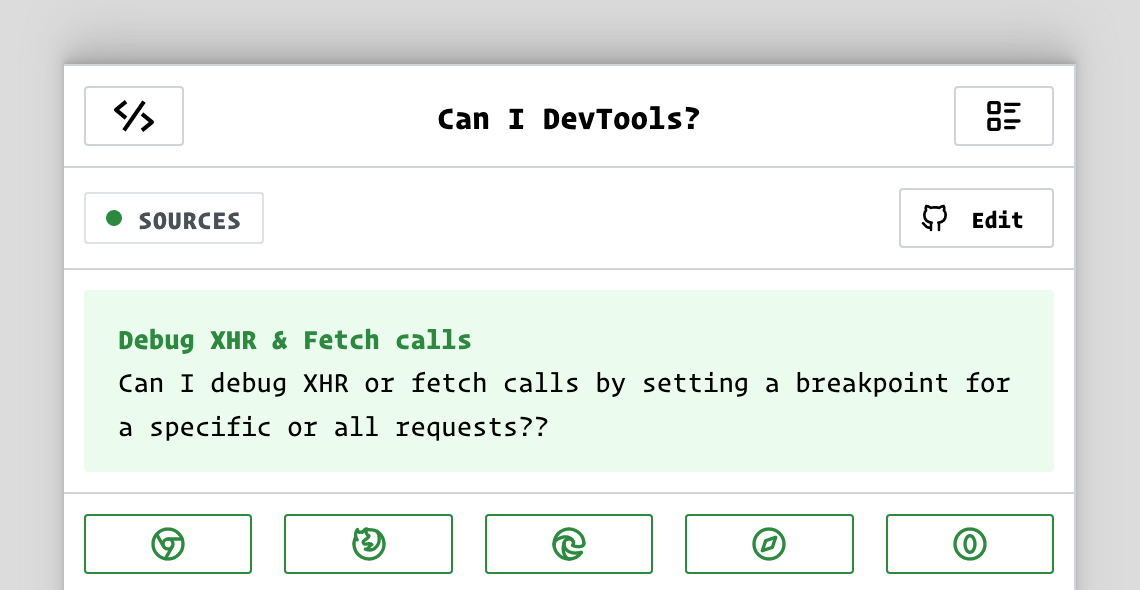 Can I DevTools?
SOURCES
Edit
Debug XHR & Fetch calls
Can I debug XHR or fetch calls by setting a breakpoint for
a specific or all requests??